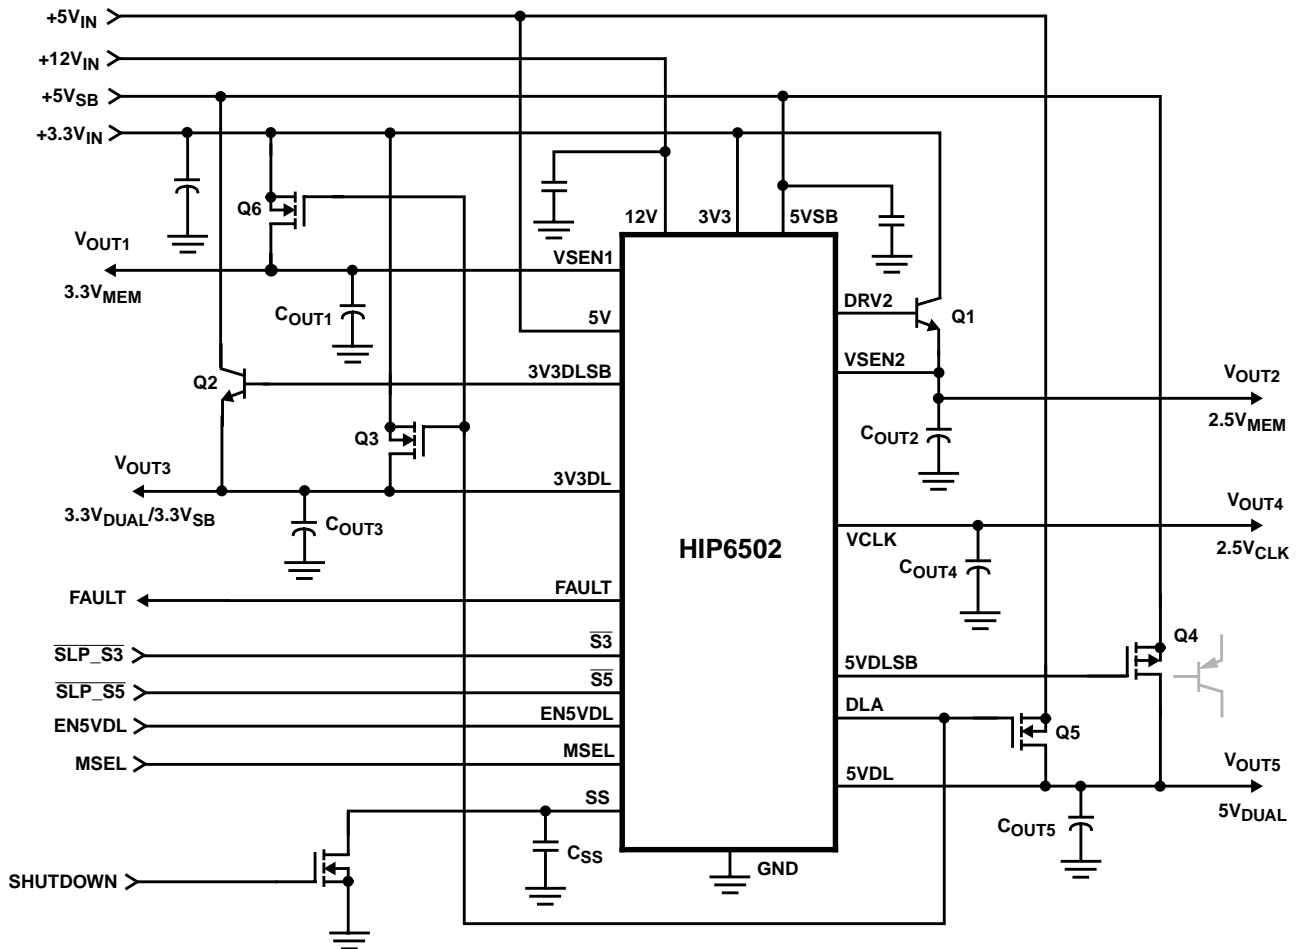 +5VIN
+12VIN
+5VSB
+3.3VIN
Q6
12V
3V3
5VSB
VOUT1
3.3VMEM
VSEN1
COUT1
5V
DRV2
Q1
VSEN2
Q2
3V3DLSB
VOUT2
2.5VMEM
COUT2
Q3
VOUT3
3.3VDUAL/3.3VSB
3V3DL
COUT3
HIP6502
VCLK
VOUT4
2.5VCLK
COUT4
FAULT
FAULT
SLP_S3
S3
Q4
5VDLSB
SLP_S5
S5
EN5VDL
EN5VDL
DLA
Q5
MSEL
MSEL
5VDL
VOUT5
5VDUAL
SS
COUT5
CSS
GND
SHUTDOWN